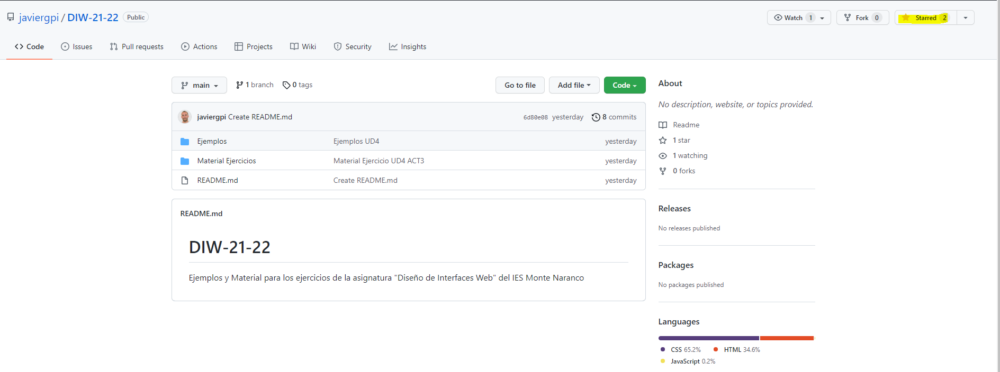 javiergpi / DIW-21-22 Public
Watch 1 Fork 0 Starred 2
Code Issues Pull requests Actions Projects Wiki Security Insights
main 1 branch 0 tags Go to file Add file Code
javiergpi Create README.md 6d80e08 yesterday 8 commits
Ejemplos Ejemplos UD4 yesterday
Material Ejercicios Material Ejercicio UD4 ACT3 yesterday
README.md Create README.md yesterday
README.md
DIW-21-22
Ejemplos y Material para los ejercicios de la asignatura "Diseño de Interfaces Web" del IES Monte Naranco
About
No description, website, or topics provided.
Readme
1 star
1 watching
0 forks
Releases
No releases published
Packages
No packages published
Languages
CSS 65.2% HTML 34.6%
JavaScript 0.2%